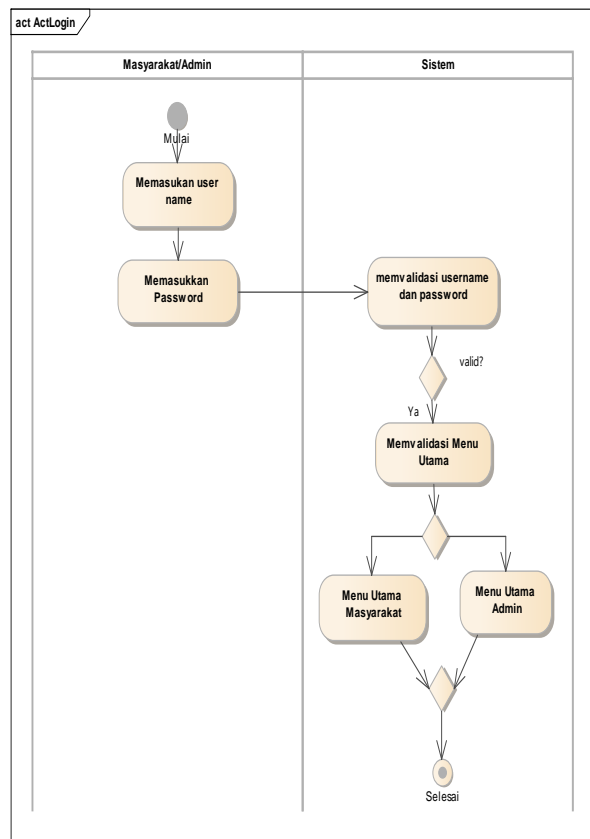 act ActLogin
Masyarakat/Admin
Sistem
Mulai
Memasukan user
name
Memasukkan
Password
memvalidasi username
dan password
valid?
Ya
Memvalidasi Menu
Utama
Menu Utama
Masyarakat
Menu Utama
Admin
Selesai